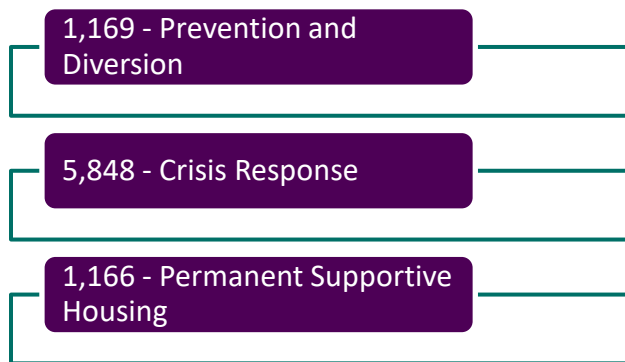 1,169 - Prevention and
Diversion
5,848 - Crisis Response
1,166 - Permanent Supportive
Housing